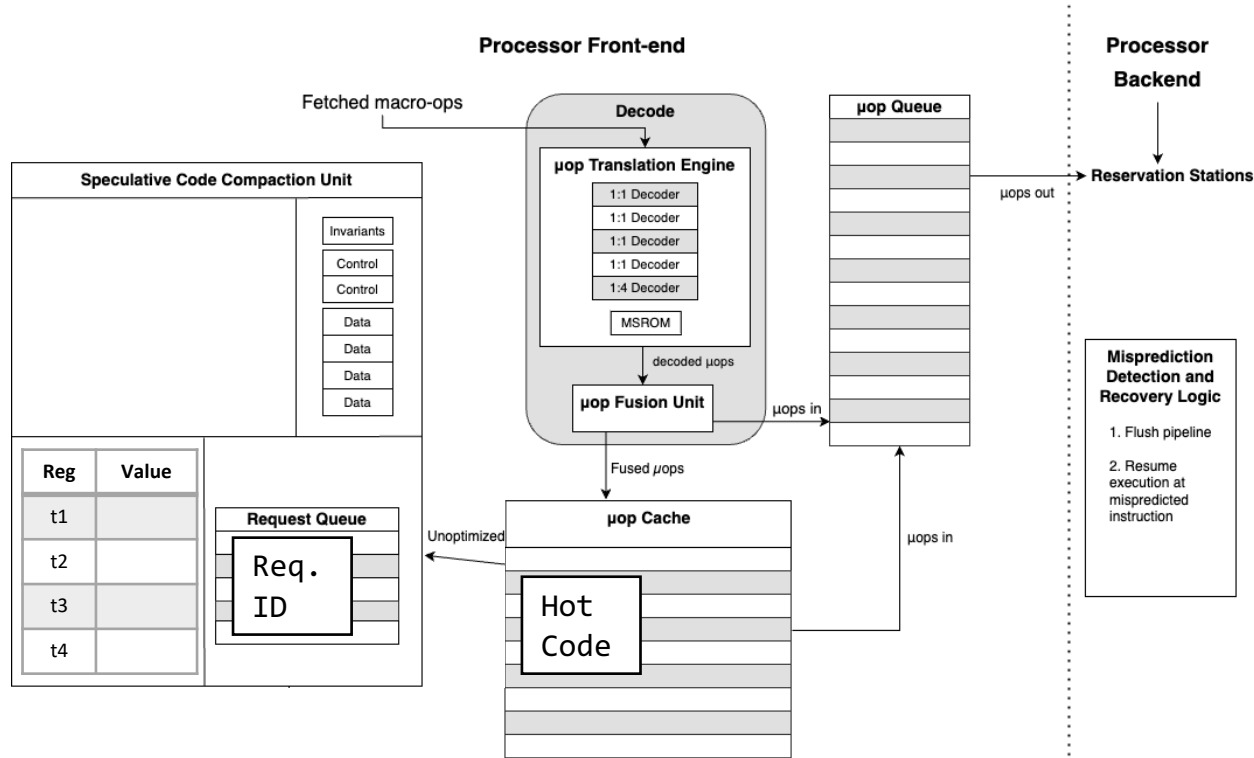 Processor Front-end
Processor
Backend
Fetched macro-ops
Decode
µop Translation Engine
1:1 Decoder
1:1 Decoder
1:1 Decoder
1:1 Decoder
1:4 Decoder
MSROM
decoded µops
µop Fusion Unit
µops in
Fused µops
µop Queue
µops out
Reservation Stations
Speculative Code Compaction Unit
Invariants
Control
Control
Data
Data
Data
Data
Reg Value
t1
t2
t3
t4
Request Queue
Req.
ID
Unoptimized
µop Cache
Hot
Code
µops in
Misprediction
Detection and
Recovery Logic
1. Flush pipeline
2. Resume
execution at
mispredicted
instruction